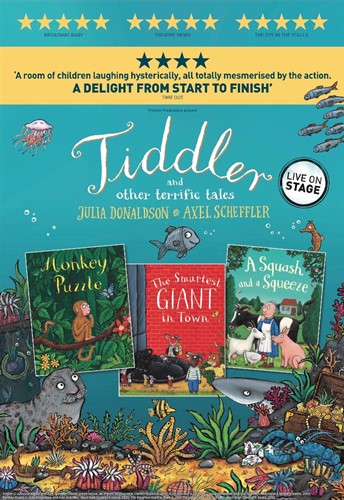 ★★★★★ ★★★★★ ★★★★★
BROADWAY BABY THEATRE NEWS THE SPY IN THE STALLS
★★★★
‘A room of children laughing hysterically, all totally mesmerised by the action.
A DELIGHT FROM START TO FINISH’
TIME OUT
Tiddler
and
other terrific tales
LIVE ON
STAGE
JULIA DONALDSON & AXEL SCHEFFLER
Monkey
Puzzle
The Smartest
GIANT
in Town
A Squash
and a Squeeze